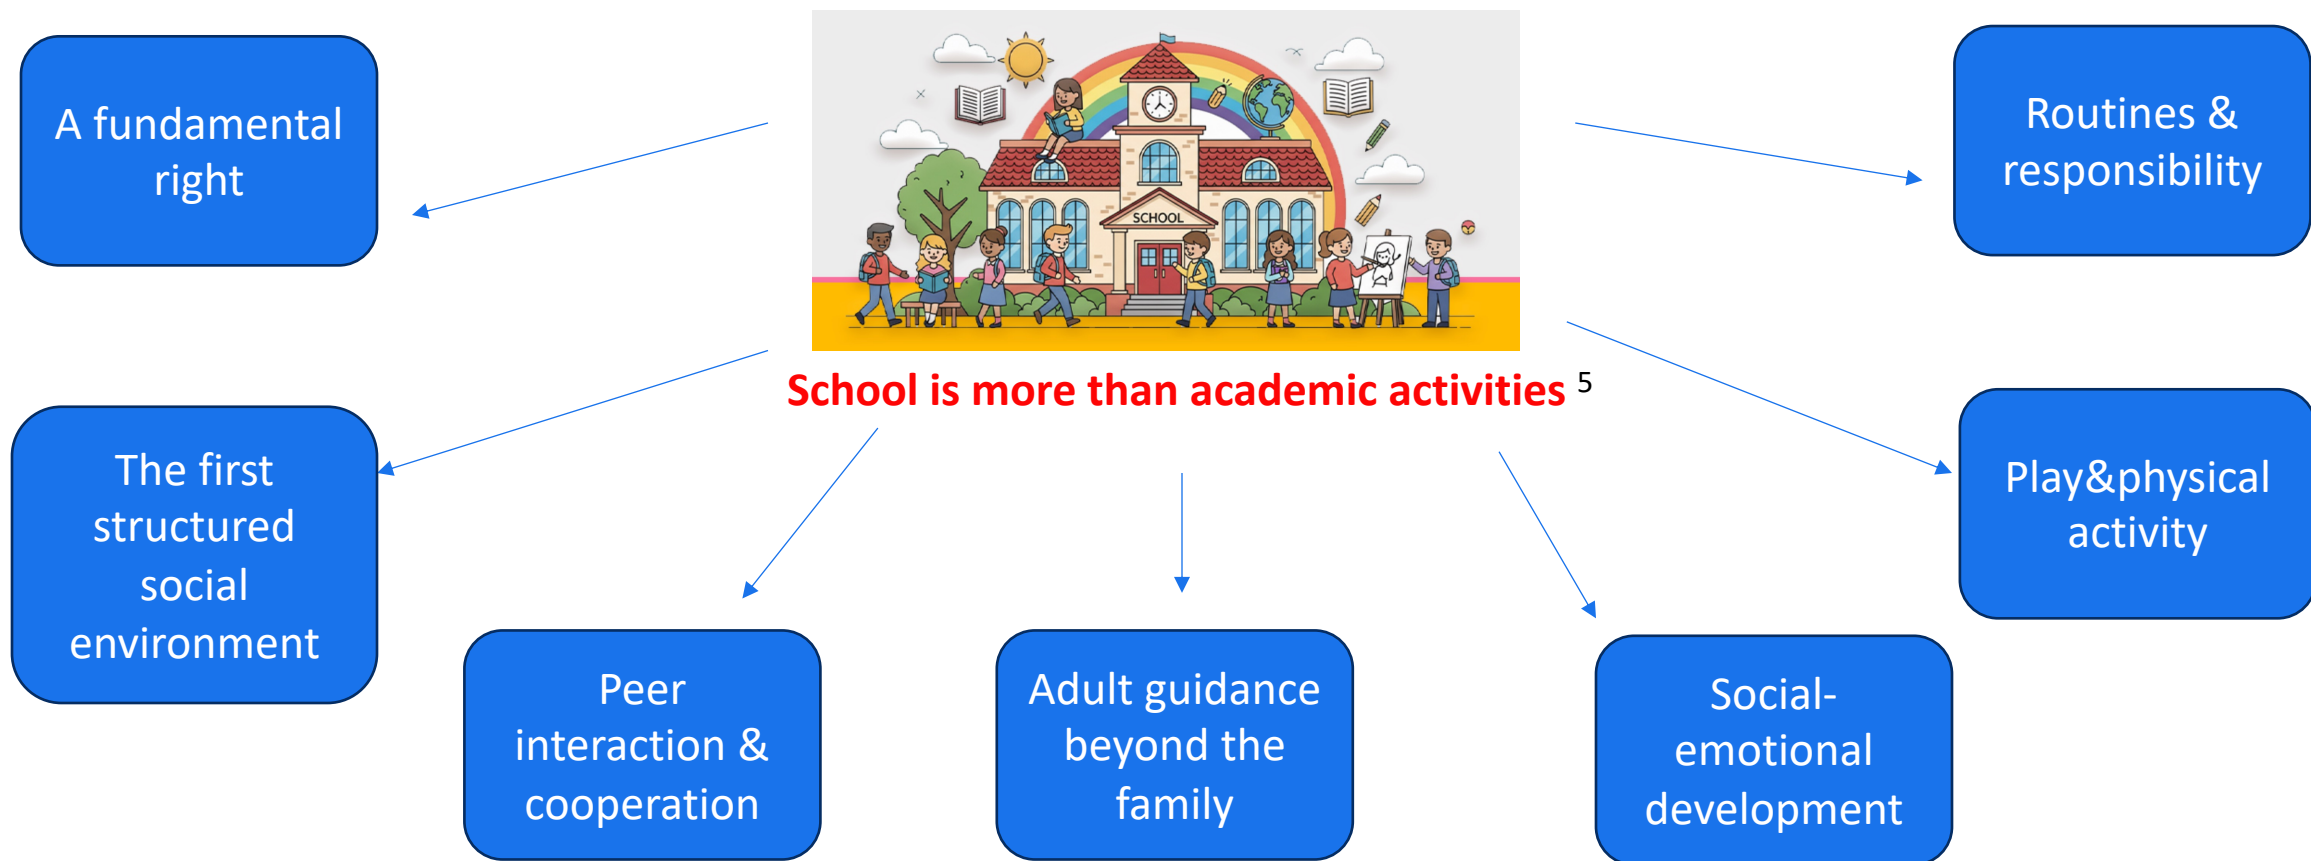 A fundamental
right
SCHOOL
Routines &
responsibility
School is more than academic activities 5
The first
structured
social
environment
Peer
interaction &
cooperation
Adult guidance
beyond the
family
Social-
emotional
development
Play&physical
activity